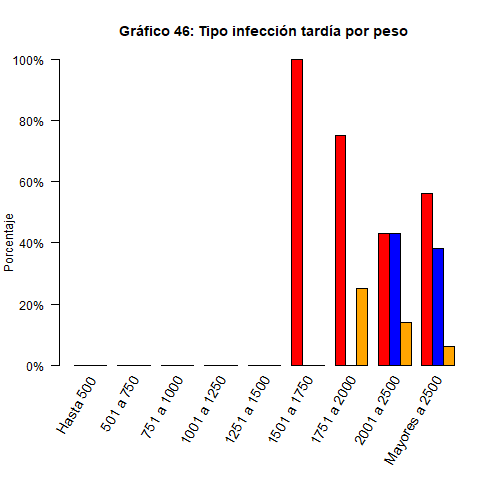 Gráfico 46: Tipo infección tardía por peso
Porcentaje
100%
80%
60%
40%
20%
0%
Hasta 500
501 a 750
751 a 1000
1001 a 1250
1251 a 1500
1501 a 1750
1751 a 2000
2001 a 2500
Mayores a 2500